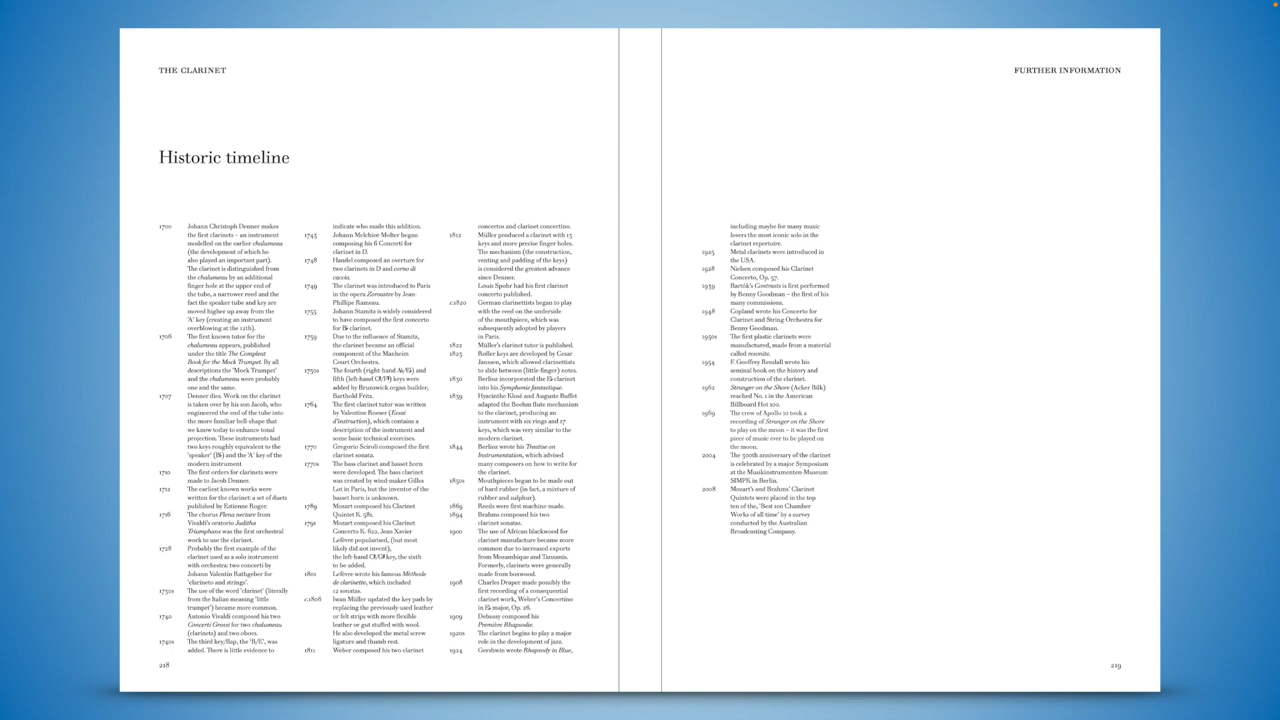 THE CLARINET
FURTHER INFORMATION
Historic timeline
1700 Johann Christoph Denner makes
the first clarinets – an instrument
modelled on the earlier chalumeau
(the development of which he
also played an important part).
The clarinet is distinguished from
the chalumeau by an additional
finger hole at the upper end of
the tube, a narrower reed and the
fact the speaker tube and key are
moved higher up away from the
'A' key (creating an instrument
overblowing at the 12th).
1706 The first known tutor for the
chalumeau appears, published
under the title The Compleat
Book for the Mock Trumpet. By all
descriptions the 'Mock Trumpet'
and the chalumeau were probably
one and the same.
1707 Denner dies. Work on the clarinet
is taken over by his son Jacob, who
engineered the end of the tube into
the more familiar bell-shape that
we know today to enhance tonal
projection. These instruments had
two keys roughly equivalent to the
'speaker' (B♭) and the 'A' key of the
modern instrument
1710 The first orders for clarinets were
made to Jacob Denner.
1712 The earliest known works were
written for the clarinet: a set of duets
published by Estienne Roger.
1716 The chorus Plena nectare from
Vivaldi's oratorio Juditha
Triumphans was the first orchestral
work to use the clarinet.
1728 Probably the first example of the
clarinet used as a solo instrument
with orchestra: two concerti by
Johann Valentin Rathgeber for
'clarineto and strings'.
1730s The use of the word 'clarinet' (literally
from the Italian meaning 'little
trumpet') became more common.
1740 Antonio Vivaldi composed his two
Concerti Grossi for two chalumeau
(clarinets) and two oboes.
1740s The third key/flap, the 'B/E', was
added. There is little evidence to
indicate who made this addition.
1745 Johann Melchior Molter began
composing his 6 Concerti for
clarinet in D.
1748 Handel composed an overture for
two clarinets in D and corno di
caccia.
1749 The clarinet was introduced to Paris
in the opera Zoroastre by Jean-
Phillipe Rameau.
1755 Johann Stamitz is widely considered
to have composed the first concerto
for B♭ clarinet.
1759 Due to the influence of Stamitz,
the clarinet became an official
component of the Manheim
Court Orchestra.
1750s The fourth (right-hand A♭/E♭) and
fifth (left-hand C♯/F♯) keys were
added by Brunswick organ builder,
Barthold Fritz.
1764 The first clarinet tutor was written
by Valentine Roeser (Essai
d'instruction), which contains a
description of the instrument and
some basic technical exercises.
1770 Gregorio Sciroli composed the first
clarinet sonata.
1770s The bass clarinet and basset horn
were developed. The bass clarinet
was created by wind-maker Gilles
Lot in Paris, but the inventor of the
basset horn is unknown.
1789 Mozart composed his Clarinet
Quintet K. 581.
1791 Mozart composed his Clarinet
Concerto K. 622. Jean Xavier
Lefèvre popularised, (but most
likely did not invent),
the left-hand C♯/G♯ key, the sixth
to be added.
1801 Lefèvre wrote his famous Méthode
de clarinette, which included
12 sonatas.
c.1806 Iwan Müller updated the key pads by
replacing the previously used leather
or felt strips with more flexible
leather or gut stuffed with wool.
He also developed the metal screw
ligature and thumb rest.
1811 Weber composed his two clarinet
concertos and clarinet concertino.
1812 Müller produced a clarinet with 13
keys and more precise finger holes.
The mechanism (the construction,
venting and padding of the keys)
is considered the greatest advance
since Denner.
Louis Spohr had his first clarinet
concerto published.
c.1820 German clarinettists began to play
with the reed on the underside
of the mouthpiece, which was
subsequently adopted by players
in Paris.
1822 Müller's clarinet tutor is published.
1823 Roller keys are developed by Cesar
Janssen, which allowed clarinettists
to slide between (little-finger) notes.
1830 Berlioz incorporated the E♭ clarinet
into his Symphonie fantastique.
1839 Hyacinthe Klosé and Auguste Buffet
adapted the Boehm flute mechanism
to the clarinet, producing an
instrument with six rings and 17
keys, which was very similar to the
modern clarinet.
1844 Berlioz wrote his Treatise on
Instrumentation, which advised
many composers on how to write for
the clarinet.
1850s Mouthpieces began to be made out
of hard rubber (in fact, a mixture of
rubber and sulphur).
1869 Reeds were first machine-made.
1894 Brahms composed his two
clarinet sonatas.
1900 The use of African blackwood for
clarinet manufacture became more
common due to increased exports
from Mozambique and Tanzania.
Formerly, clarinets were generally
made from boxwood.
1908 Charles Draper made possibly the
first recording of a consequential
clarinet work, Weber's Concertino
in E♭ major, Op. 26.
1909 Debussy composed his
Première Rhapsodie.
1920s The clarinet begins to play a major
role in the development of jazz.
1924 Gershwin wrote Rhapsody in Blue,
including maybe for many music
lovers the most iconic solo in the
clarinet repertoire.
1925 Metal clarinets were introduced in
the USA.
1928 Nielsen composed his Clarinet
Concerto, Op. 57.
1939 Bartók's Contrasts is first performed
by Benny Goodman – the first of his
many commissions.
1948 Copland wrote his Concerto for
Clarinet and String Orchestra for
Benny Goodman.
1950s The first plastic clarinets were
manufactured, made from a material
called resonite.
1954 F. Geoffrey Rendall wrote his
seminal book on the history and
construction of the clarinet.
1962 Stranger on the Shore (Acker Bilk)
reached No. 1 in the American
Billboard Hot 100.
1969 The crew of Apollo 10 took a
recording of Stranger on the Shore
to play on the moon – it was the first
piece of music ever to be played on
the moon.
2004 The 300th anniversary of the clarinet
is celebrated by a major Symposium
at the Musikinstrumenten-Museum
SIMPK in Berlin.
2008 Mozart's and Brahms' Clarinet
Quintets were placed in the top
ten of the, 'Best 100 Chamber
Works of all time' by a survey
conducted by the Australian
Broadcasting Company.
218
219